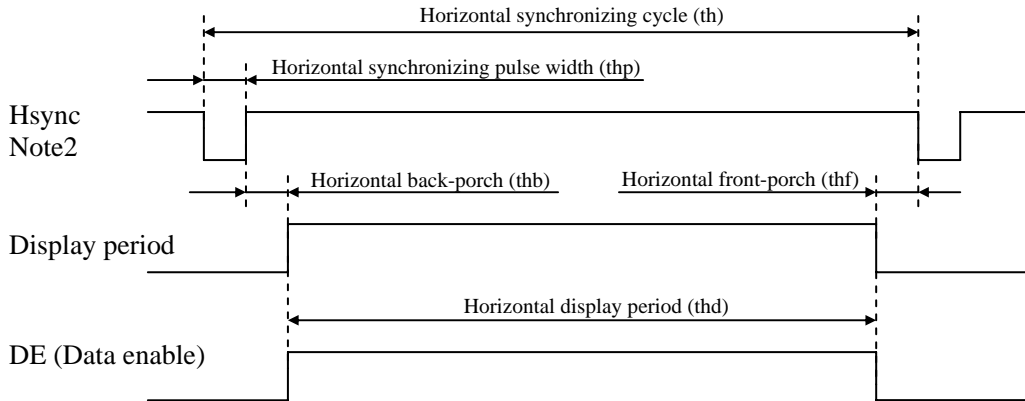 Horizontal synchronizing cycle (th)
Horizontal synchronizing pulse width (thp)
Hsync
Note2
Horizontal back-porch (thb)
Horizontal front-porch (thf)
Display period
Horizontal display period (thd)
DE (Data enable)